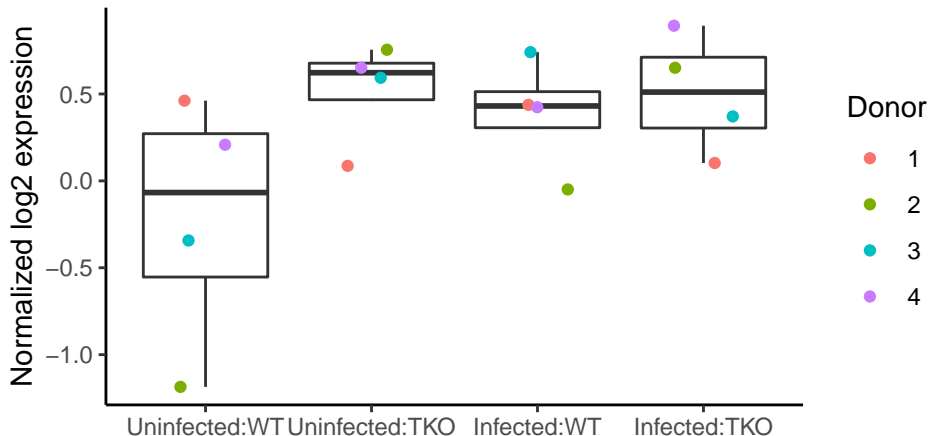 Normalized log2 expression
0.5
0.0
−0.5
−1.0
Uninfected:WT
Uninfected:TKO
Infected:WT
Infected:TKO
Donor
1
2
3
4